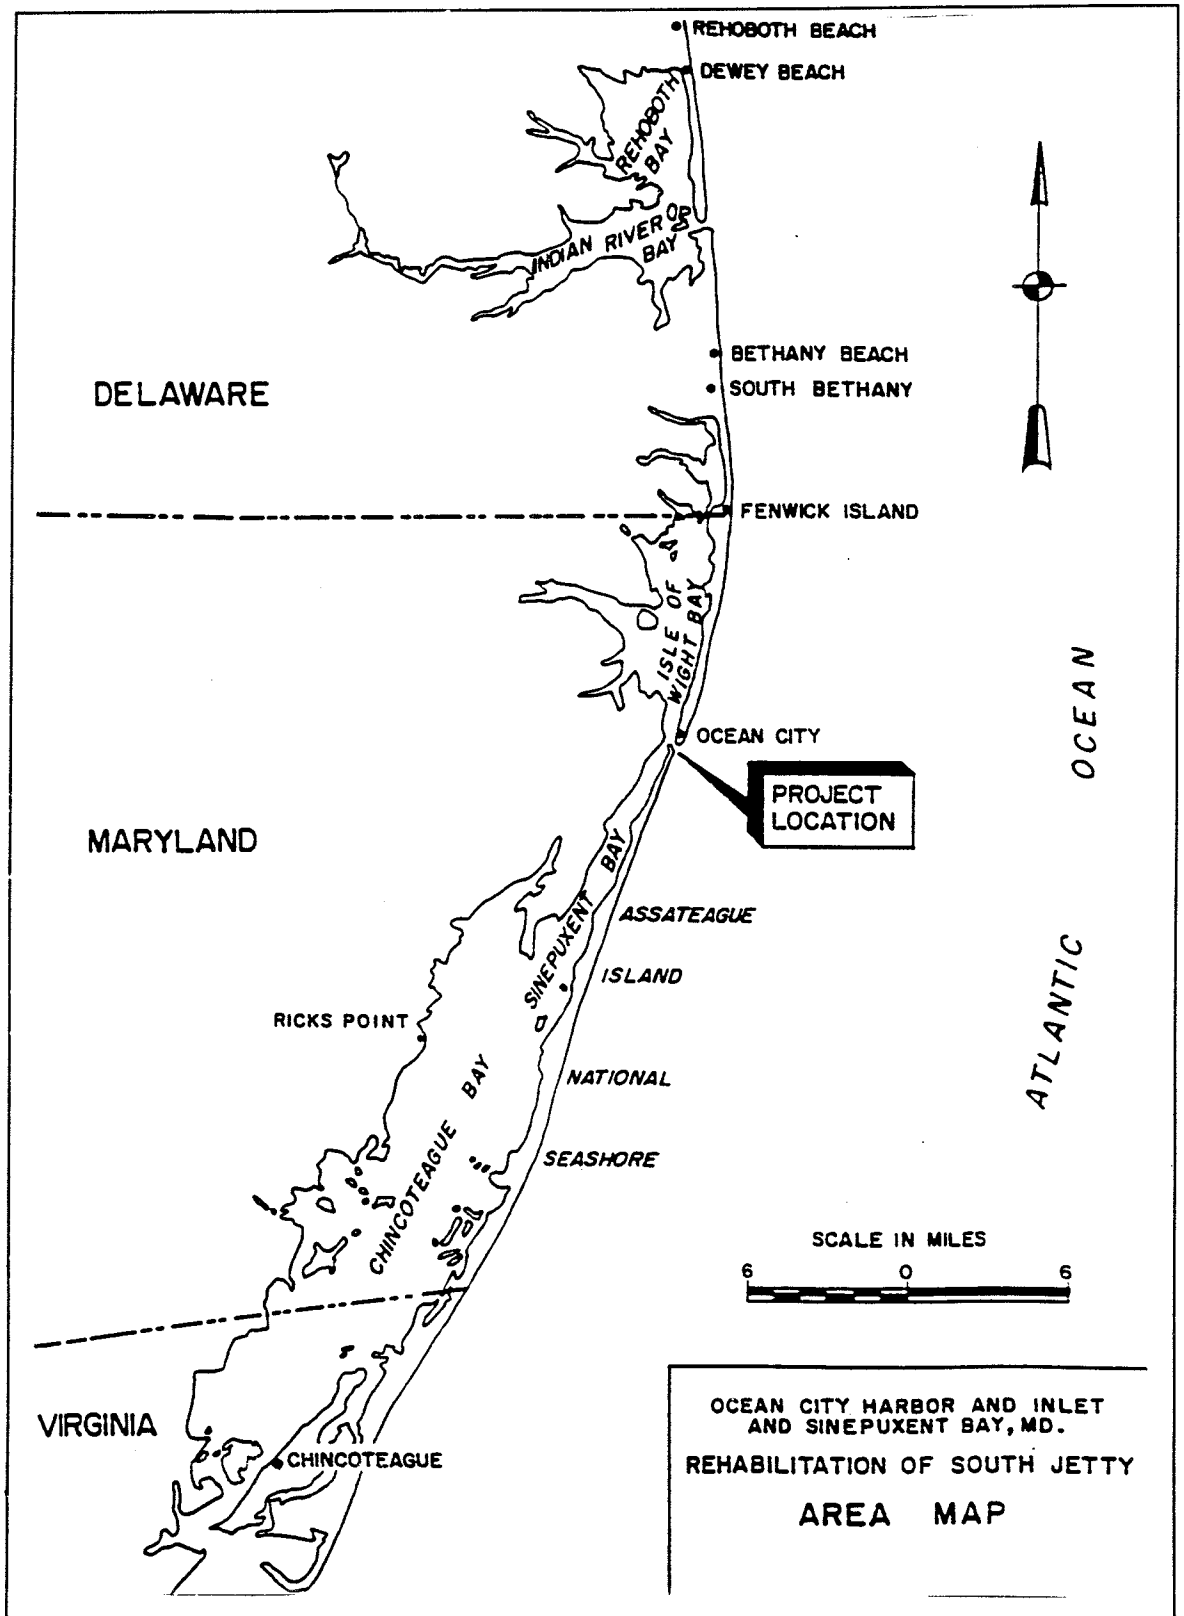 REHOBOTH BEACH
DEWEY BEACH
REHOBOTH
BAY
INDIAN RIVER
BAY
BETHANY BEACH
SOUTH BETHANY
DELAWARE
FENWICK ISLAND
ISLE OF
WIGHT BAY
OCEAN CITY
PROJECT
LOCATION
ATLANTIC OCEAN
MARYLAND
SINEPUXENT BAY
ASSATEAGUE
ISLAND
NATIONAL
SEASHORE
RICKS POINT
CHINCOTEAGUE BAY
SCALE IN MILES
6 0 6
VIRGINIA
CHINCOTEAGUE
OCEAN CITY HARBOR AND INLET
AND SINEPUXENT BAY, MD.
REHABILITATION OF SOUTH JETTY
AREA MAP